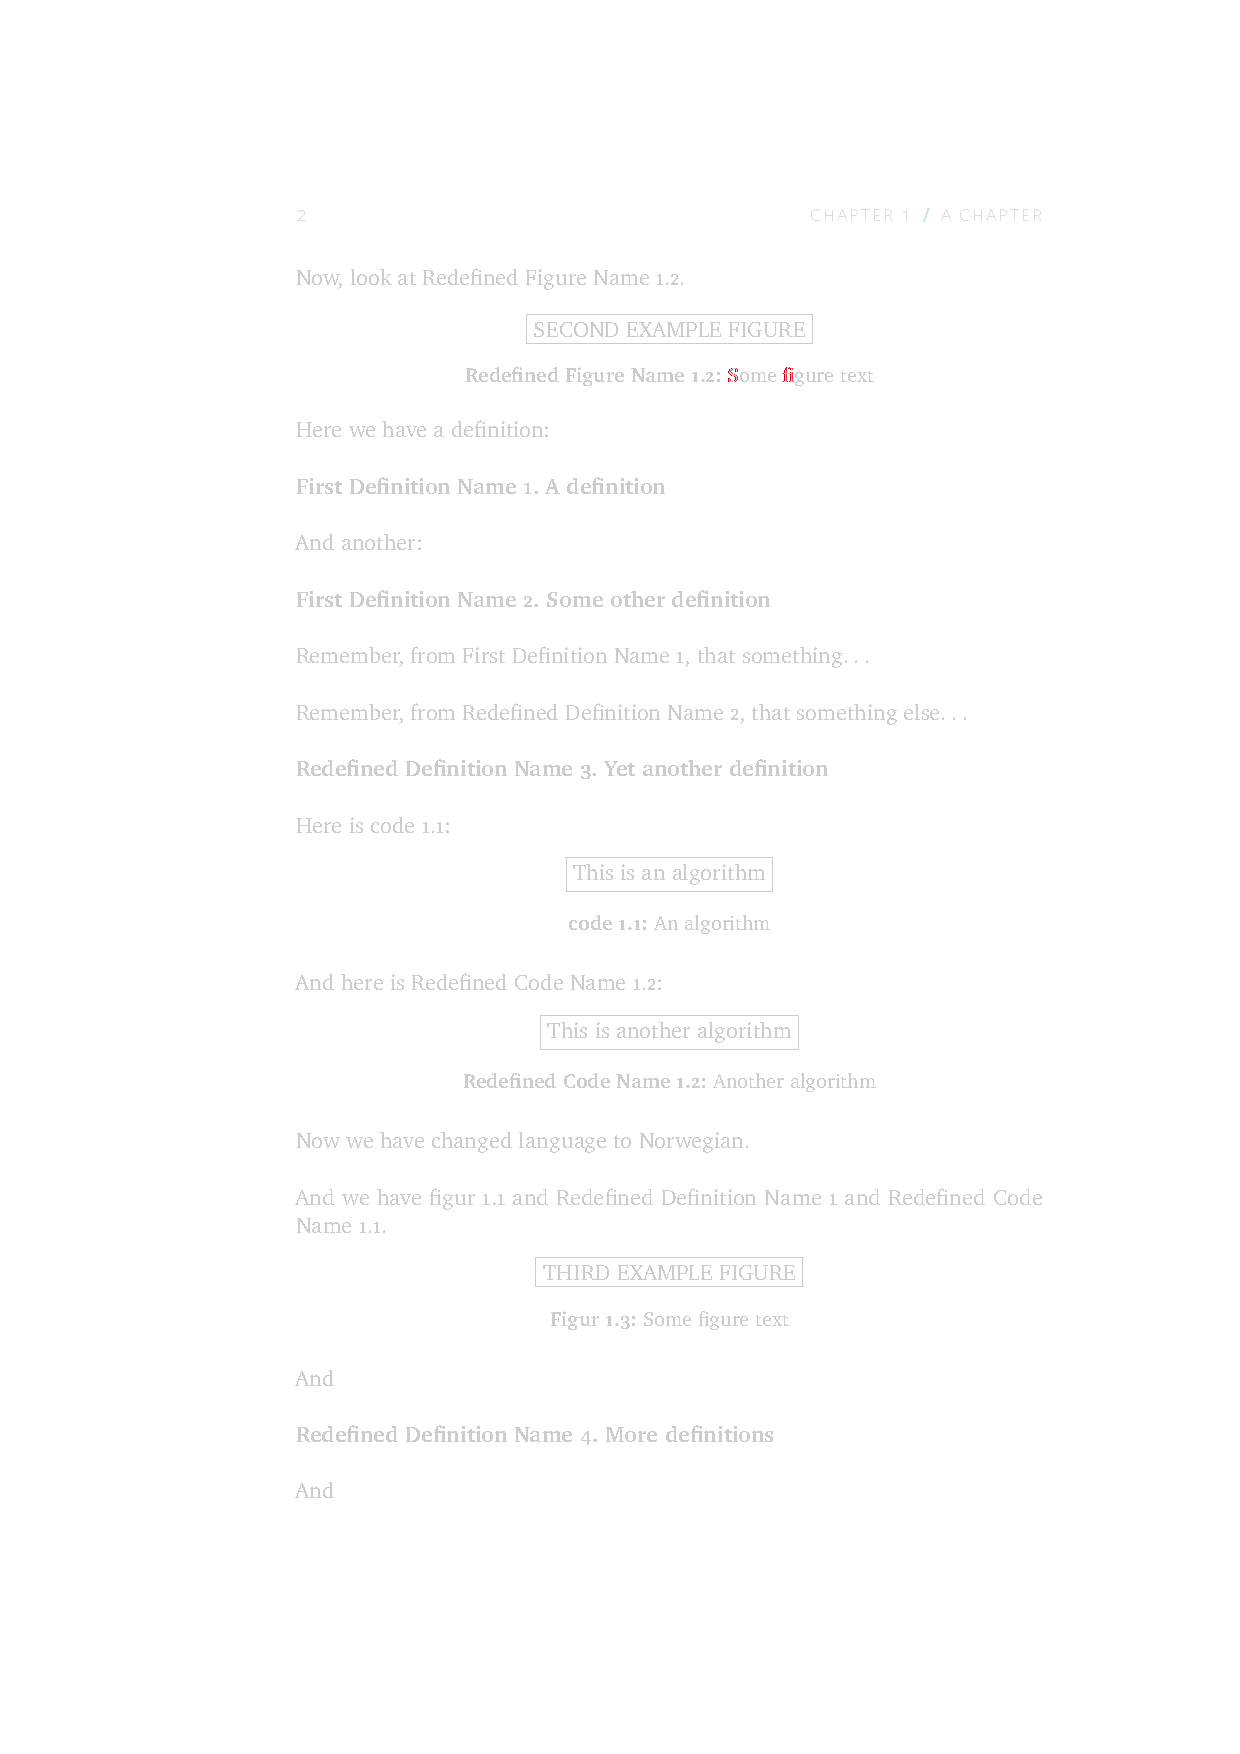 2 CHAPTER 1 / A CHAPTER
Now, look at Redefined Figure Name 1.2.
SECOND EXAMPLE FIGURE
Redefined Figure Name 1.2: Some figure text
Here we have a definition:
First Definition Name 1. A definition
And another:
First Definition Name 2. Some other definition
Remember, from First Definition Name 1, that something. . .
Remember, from Redefined Definition Name 2, that something else. . .
Redefined Definition Name 3. Yet another definition
Here is code 1.1:
This is an algorithm
code 1.1: An algorithm
And here is Redefined Code Name 1.2:
This is another algorithm
Redefined Code Name 1.2: Another algorithm
Now we have changed language to Norwegian.
And we have figur 1.1 and Redefined Definition Name 1 and Redefined Code
Name 1.1.
THIRD EXAMPLE FIGURE
Figur 1.3: Some figure text
And
Redefined Definition Name 4. More definitions
And